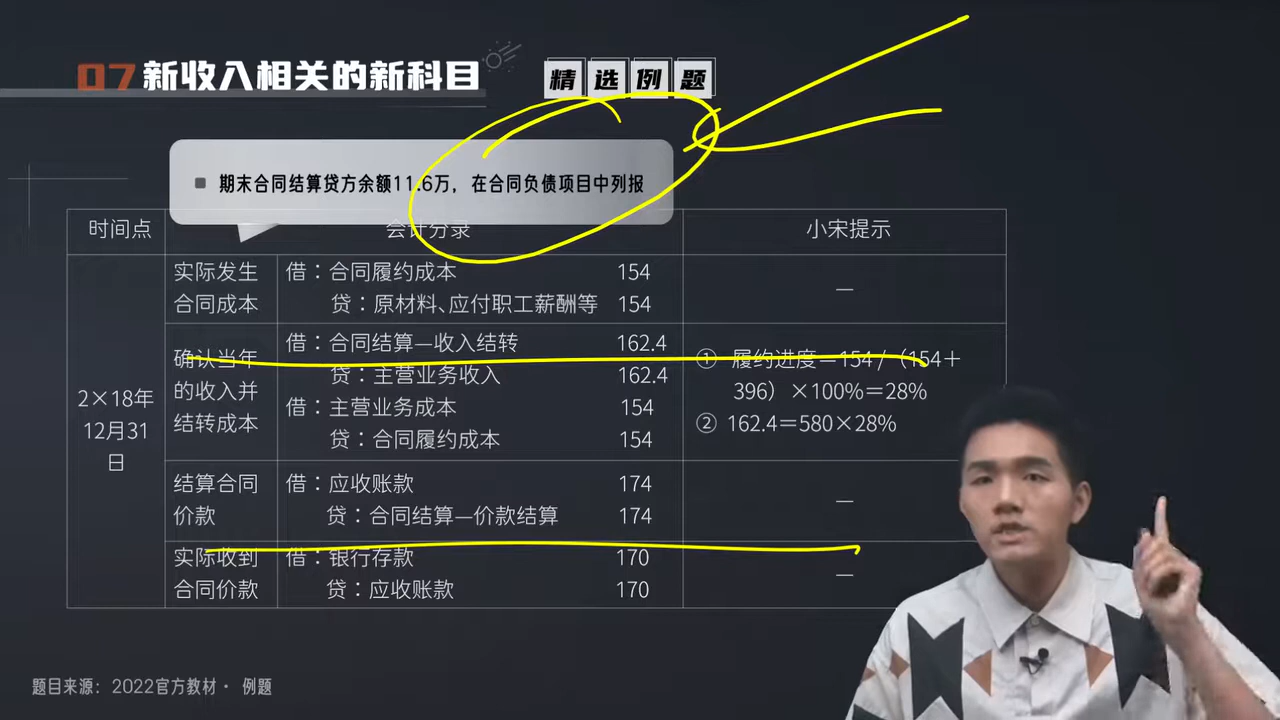 07新收入相关的新科目
精选例题
期末合同结算贷方余额11.6万，在合同负债项目中列报
时间点 会计分录 小宋提示
2×18年
12月31
日
实际发生
合同成本
借：合同履约成本 154
贷：原材料、应付职工薪酬等 154
—
确认当年
的收入并
结转成本
借：合同结算—收入结转 162.4
贷：主营业务收入 162.4
借：主营业务成本 154
贷：合同履约成本 154
① 履约进度＝154/（154＋
396）×100%＝28%
② 162.4＝580×28%
结算合同
价款
借：应收账款 174
贷：合同结算—价款结算 174
—
实际收到
合同价款
借：银行存款 170
贷：应收账款 170
—
题目来源：2022官方教材· 例题